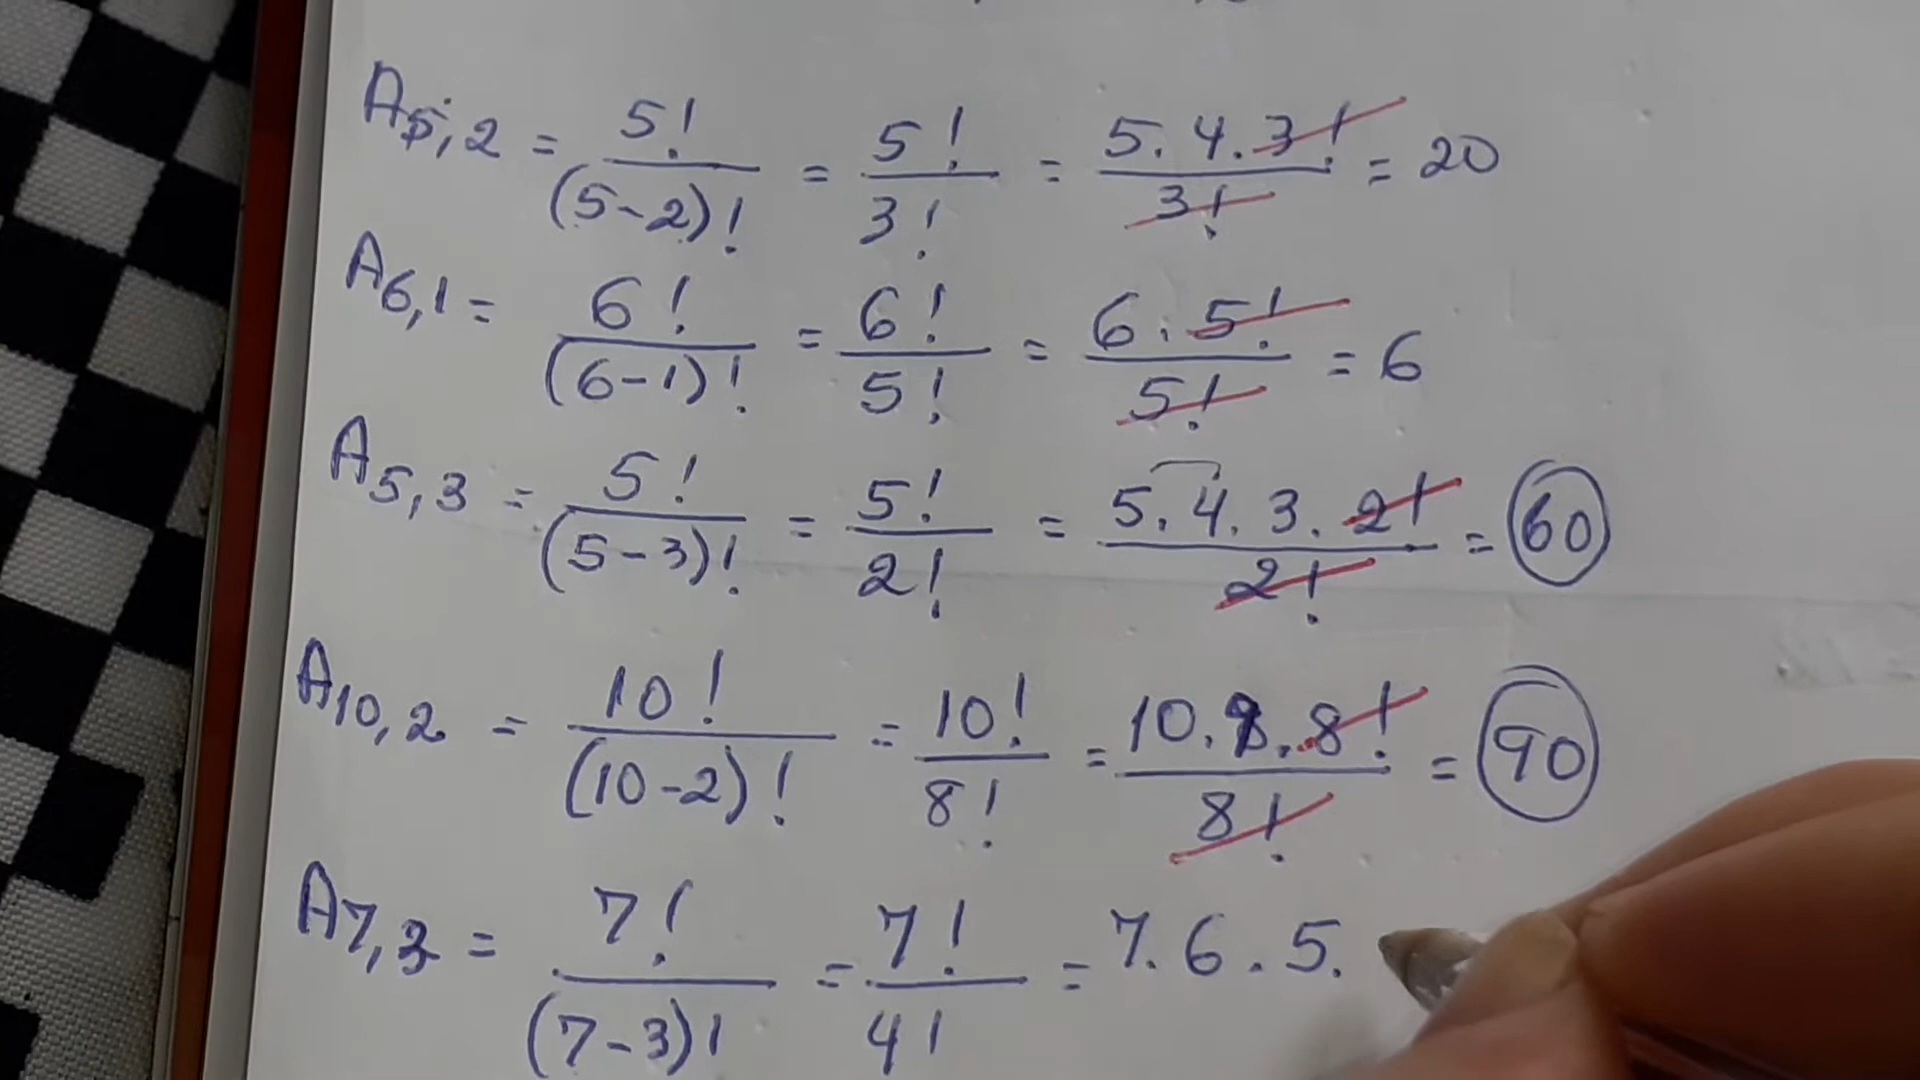 A5,2 = 5!/(5-2)! = 5!/3! = 5.4.3!/3! = 20
A6,1 = 6!/(6-1)! = 6!/5! = 6.5!/5! = 6
A5,3 = 5!/(5-3)! = 5!/2! = 5.4.3.2!/2! = 60
A10,2 = 10!/(10-2)! = 10!/8! = 10.9.8!/8! = 90
A7,3 = 7!/(7-3)! = 7!/4! = 7.6.5.